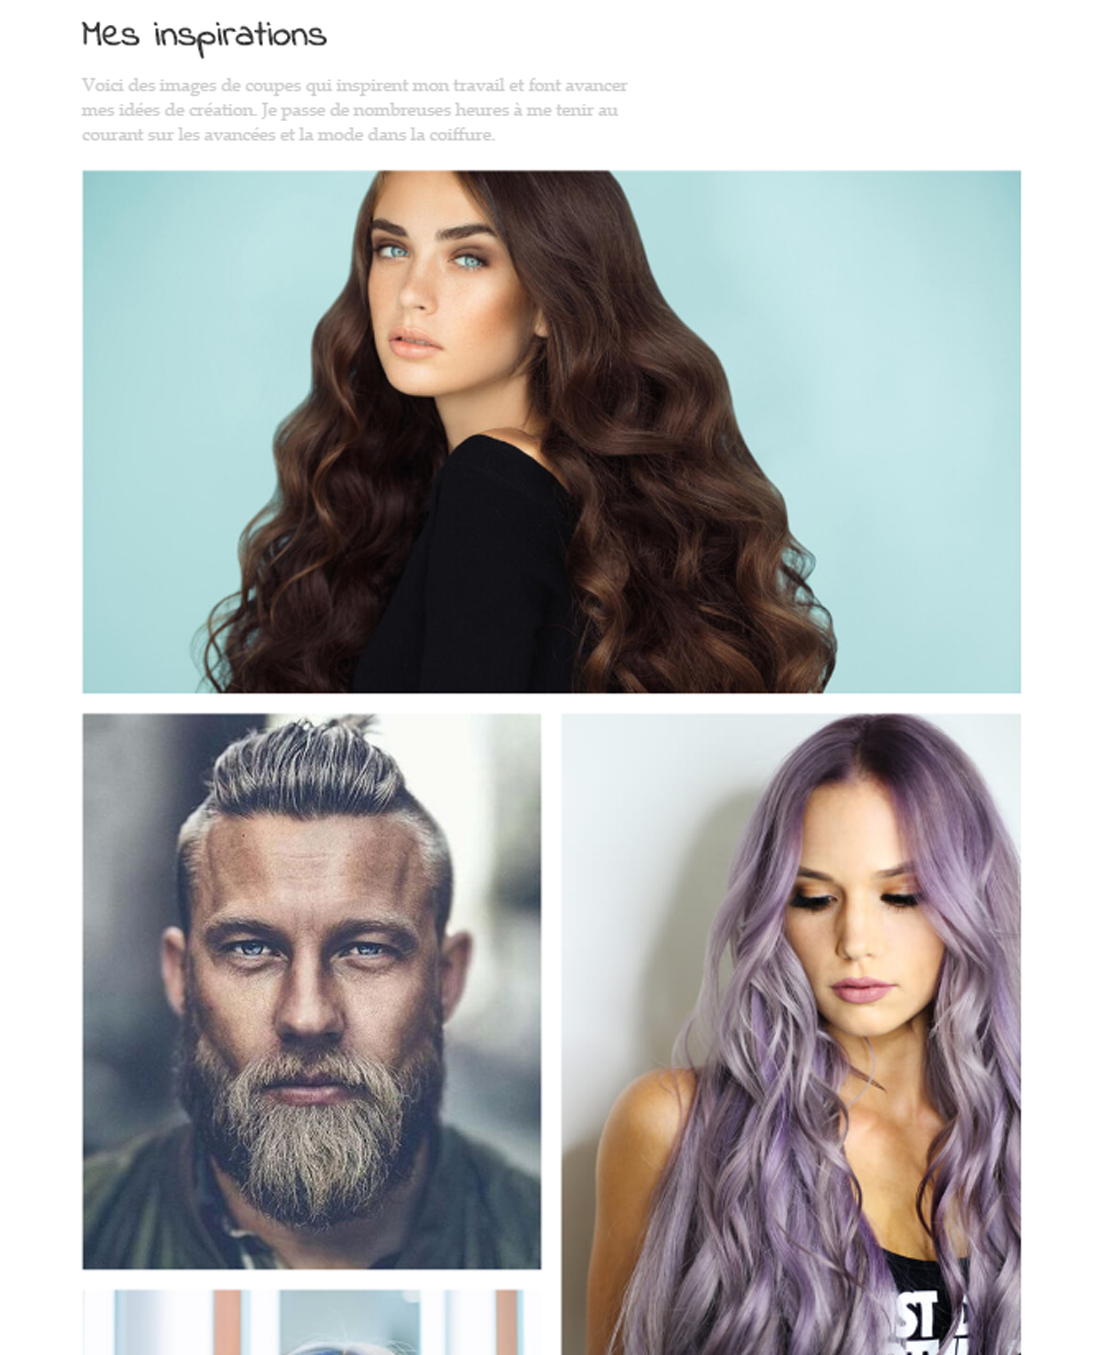 Mes inspirations
Voici des images de coupes qui inspirent mon travail et font avancer
mes idées de création. Je passe de nombreuses heures à me tenir au
courant sur les avancées et la mode dans la coiffure.
ST